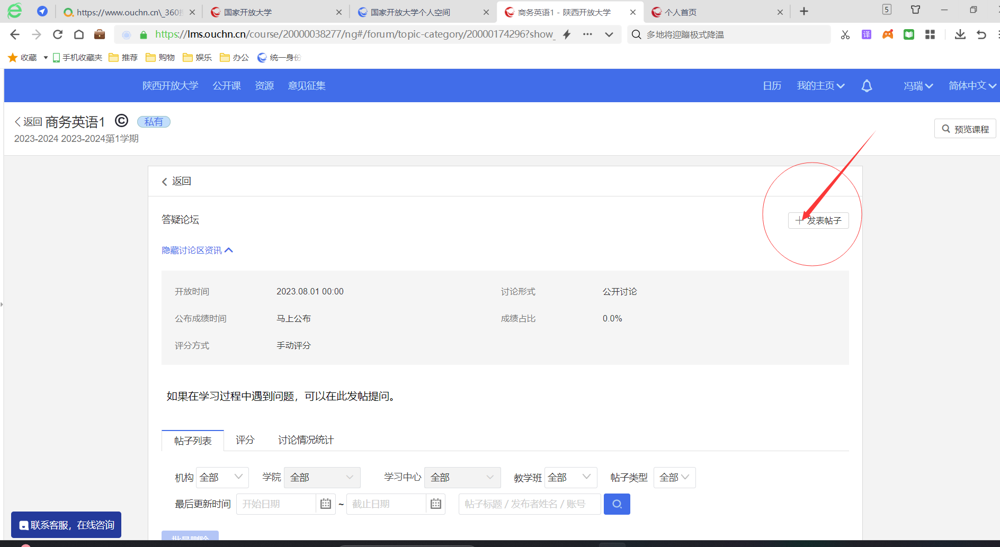 https://www.ouchn.cn\_360搜
国家开放大学
国家开放大学个人空间
商务英语1 - 陕西开放大学
个人首页
5
https://lms.ouchn.cn/course/20000038277/ng#/forum/topic-category/20000174296?show_
多地将迎蹦极式降温
译
收藏
手机收藏夹
推荐
购物
娱乐
办公
统一身份
陕西开放大学
公开课
资源
意见征集
日历
我的主页
冯瑞
简体中文
返回 商务英语1 © 私有
2023-2024 2023-2024第1学期
预览课程
返回
答疑论坛
发表帖子
隐藏讨论区资讯
开放时间 2023.08.01 00:00 讨论形式 公开讨论
公布成绩时间 马上公布 成绩占比 0.0%
评分方式 手动评分
如果在学习过程中遇到问题，可以在此发帖提问。
帖子列表 评分 讨论情况统计
机构 全部 学院 全部 学习中心 全部 教学班 全部 帖子类型 全部
最后更新时间 开始日期 ~ 截止日期 帖子标题 / 发布者姓名 / 账号
联系客服，在线咨询
批量删除